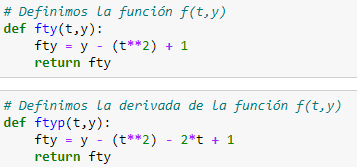 # Definimos la función f(t,y)
def fty(t,y):
    fty = y - (t**2) + 1
    return fty
# Definimos la derivada de la función f(t,y)
def ftyp(t,y):
    fty = y - (t**2) - 2*t + 1
    return fty